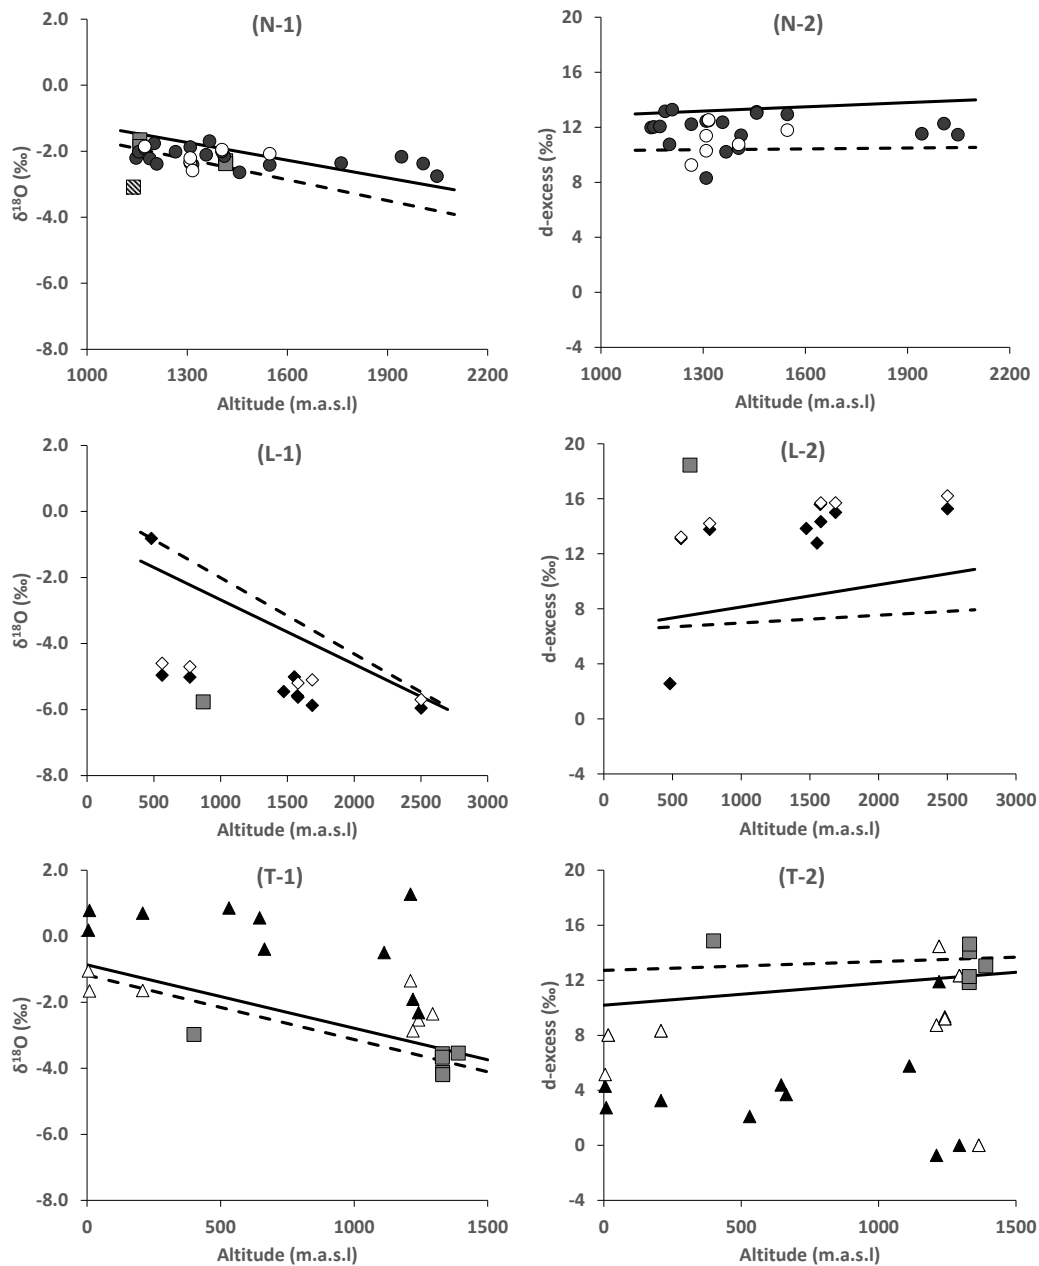 (N-1)
2.0
0.0
-2.0
-4.0
-6.0
-8.0
δ18O (‰)
1000 1300 1600 1900 2200
Altitude (m.a.s.l)
(N-2)
20
16
12
8
4
0
-4
d-excess (‰)
1000 1300 1600 1900 2200
Altitude (m.a.s.l)
(L-1)
2.0
0.0
-2.0
-4.0
-6.0
-8.0
δ18O (‰)
0 500 1000 1500 2000 2500 3000
Altitude (m.a.s.l)
(L-2)
20
16
12
8
4
0
-4
d-excess (‰)
0 500 1000 1500 2000 2500 3000
Altitude (m.a.s.l)
(T-1)
2.0
0.0
-2.0
-4.0
-6.0
-8.0
δ18O (‰)
0 500 1000 1500
Altitude (m.a.s.l)
(T-2)
20
16
12
8
4
0
-4
d-excess (‰)
0 500 1000 1500
Altitude (m.a.s.l)